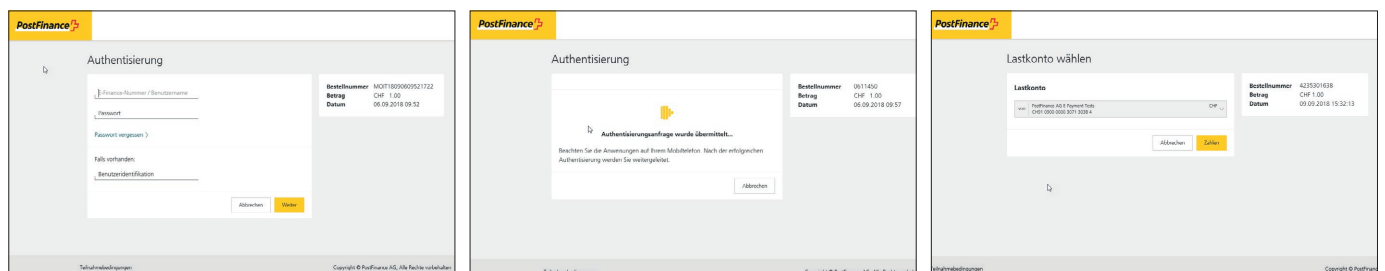 PostFinance
Authentisierung
E-Finance-Nummer / Benutzername
Passwort
Passwort vergessen >
Falls vorhanden:
Benutzeridentifikation
Abbrechen Weiter
Bestellnummer MOIT18090609521722
Betrag CHF 1.00
Datum 06.09.2018 09:52
Teilnahmebedingungen Copyright © PostFinance AG, Alle Rechte vorbehalten
PostFinance
Authentisierung
Authentisierungsanfrage wurde übermittelt...
Beachten Sie die Anweisungen auf Ihrem Mobiltelefon. Nach der erfolgreichen
Authentisierung werden Sie weitergeleitet.
Abbrechen
Bestellnummer 0611450
Betrag CHF 1.00
Datum 06.09.2018 09:57
PostFinance
Lastkonto wählen
Lastkonto
PostFinance AG E Payment Tests CHF
Abbrechen Zahlen
Bestellnummer 4235301638
Betrag CHF 1.00
Datum 09.09.2018 15:32:13
Teilnahmebedingungen Copyright © PostFinanc